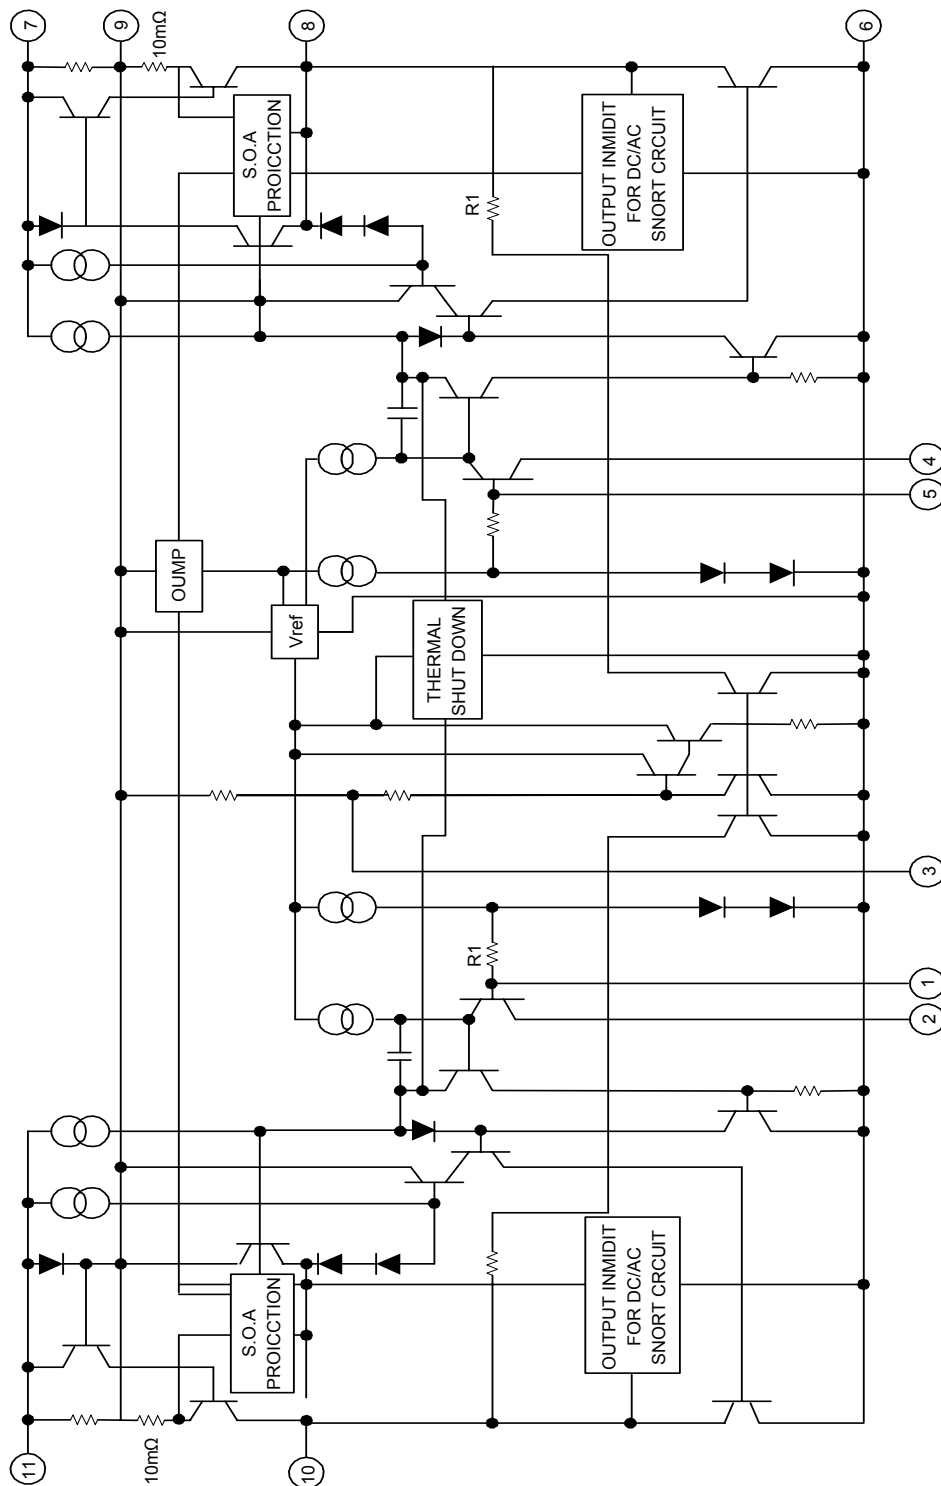 11
7
9
10mΩ
10mΩ
OUMP
S.O.A
PROICCTION
S.O.A
PROICCTION
Vref
10
8
THERMAL
SHUT DOWN
R1
R1
OUTPUT INMIDIT
FOR DC/AC
SNORT CRCUIT
OUTPUT INMIDIT
FOR DC/AC
SNORT CRCUIT
6
2
1
3
5
4